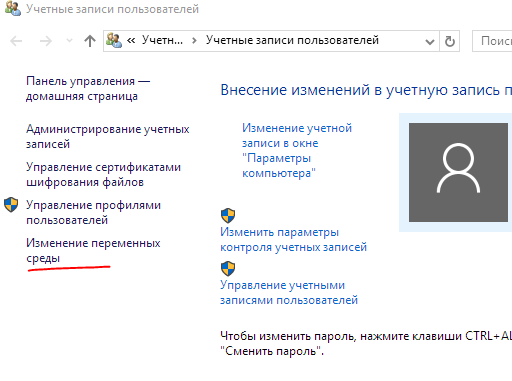 Учетные записи пользователей
« Учетн... > Учетные записи пользователей
Панель управления —
домашняя страница
Администрирование учетных
записей
Управление сертификатами
шифрования файлов
Управление профилями
пользователей
Изменение переменных
среды
Внесение изменений в учетную запись п
Изменение учетной
записи в окне
"Параметры
компьютера"
Изменить параметры
контроля учетных записей
Управление учетными
записями пользователей
Чтобы изменить пароль, нажмите клавиши CTRL+AL
"Сменить пароль".
Поиск